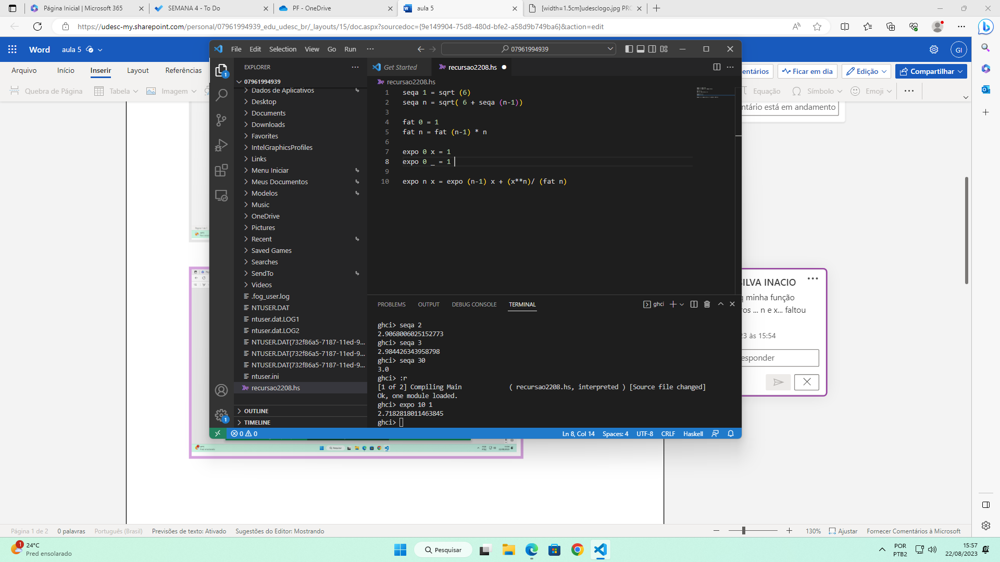 Página Inicial | Microsoft 365
SEMANA 4 - To Do
PF - OneDrive
aula 5
[width=1.5cm]udesclogo.jpg PRO
https://udesc-my.sharepoint.com/personal/07961994939_edu_udesc_br/_layouts/15/doc.aspx?sourcedoc={9e149904-75d8-480d-bfe2-a58d9b749ba6}&action=edit
Word
aula 5
GI
Arquivo
Início
Inserir
Layout
Referências
entários
Ficar em dia
Edição
Compartilhar
Quebra de Página
Tabela
Imagem
Equação
Símbolo
Emoji
ntário está em andamento
File Edit Selection View Go Run
07961994939
EXPLORER
Get Started
recursao2208.hs
07961994939
Dados de Aplicativos
Desktop
Documents
Downloads
Favorites
IntelGraphicsProfiles
Links
Menu Iniciar
Meus Documentos
Modelos
Music
OneDrive
Pictures
Recent
Saved Games
Searches
SendTo
Videos
.fog_user.log
NTUSER.DAT
ntuser.dat.LOG1
ntuser.dat.LOG2
NTUSER.DAT{732f86a5-7187-11ed-9...
NTUSER.DAT{732f86a5-7187-11ed-9...
NTUSER.DAT{732f86a5-7187-11ed-9...
ntuser.ini
recursao2208.hs
OUTLINE
TIMELINE
recursao2208.hs
1 seqa 1 = sqrt (6)
2 seqa n = sqrt( 6 + seqa (n-1))
3
4 fat 0 = 1
5 fat n = fat (n-1) * n
6
7 expo 0 x = 1
8 expo 0 _ = 1
9
10 expo n x = expo (n-1) x + (x**n)/ (fat n)
PROBLEMS OUTPUT DEBUG CONSOLE TERMINAL
ghci
ghci> seqa 2
2.9068006025152773
ghci> seqa 3
2.984426343958798
ghci> seqa 30
3.0
ghci> :r
[1 of 2] Compiling Main ( recursao2208.hs, interpreted ) [Source file changed]
Ok, one module loaded.
ghci> expo 10 1
2.7182818011463845
ghci>
0 0
Ln 8, Col 14 Spaces: 4 UTF-8 CRLF Haskell
SILVA INACIO
minha função
ros ... n e x... faltou
23 às 15:54
esponder
Página 1 de 2
0 palavras
Português (Brasil)
Previsões de texto: Ativado
Sugestões do Editor: Mostrando
130%
Ajustar
Fornecer Comentários à Microsoft
1
24°C
Pred ensolarado
Pesquisar
POR
PTB2
15:57
22/08/2023